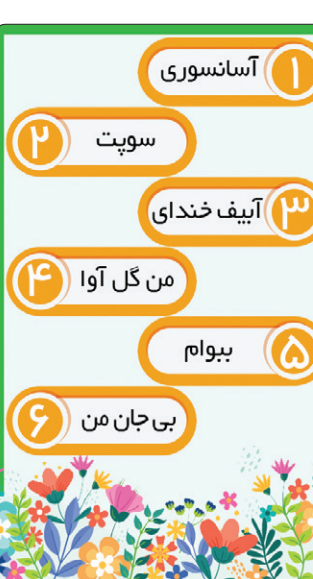 ۱ آسانسوری
۲ سوپت
۳ آبیف خندای
۴ من گل آوا
۵ ببوام
۶ بی جان من